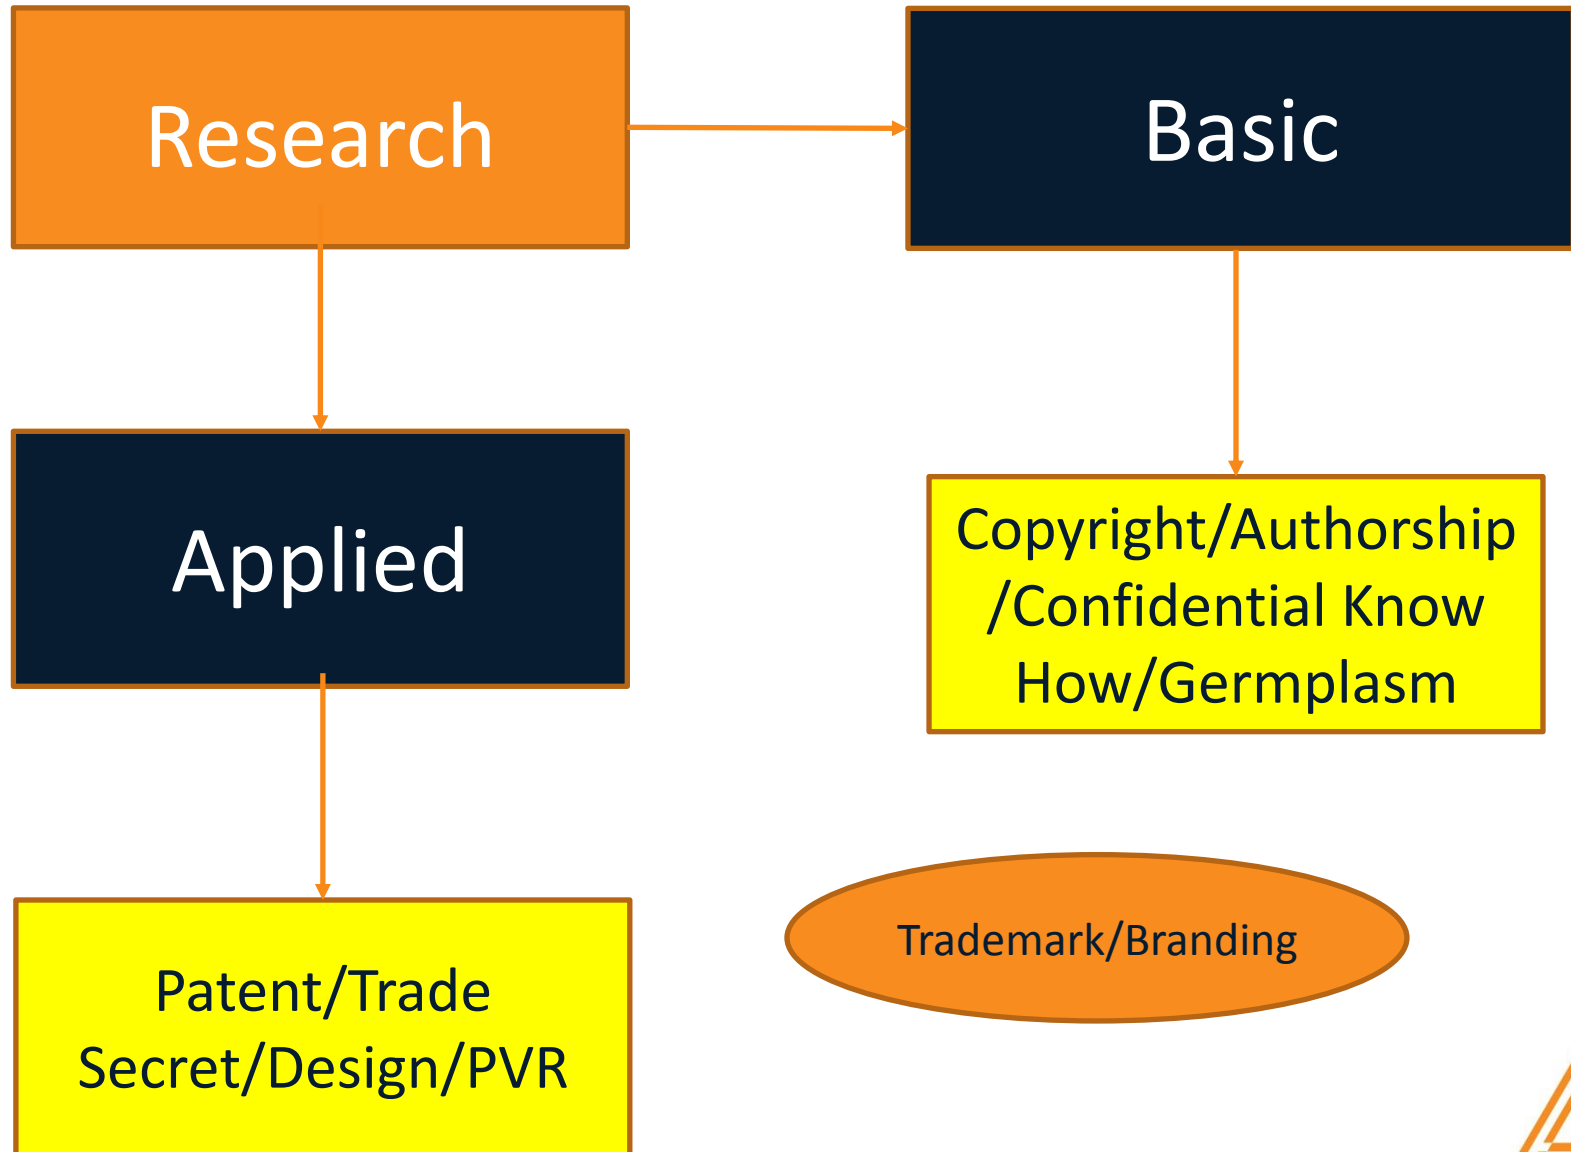 Research
Basic
Applied
Copyright/Authorship
/Confidential Know
How/Germplasm
Trademark/Branding
Patent/Trade
Secret/Design/PVR